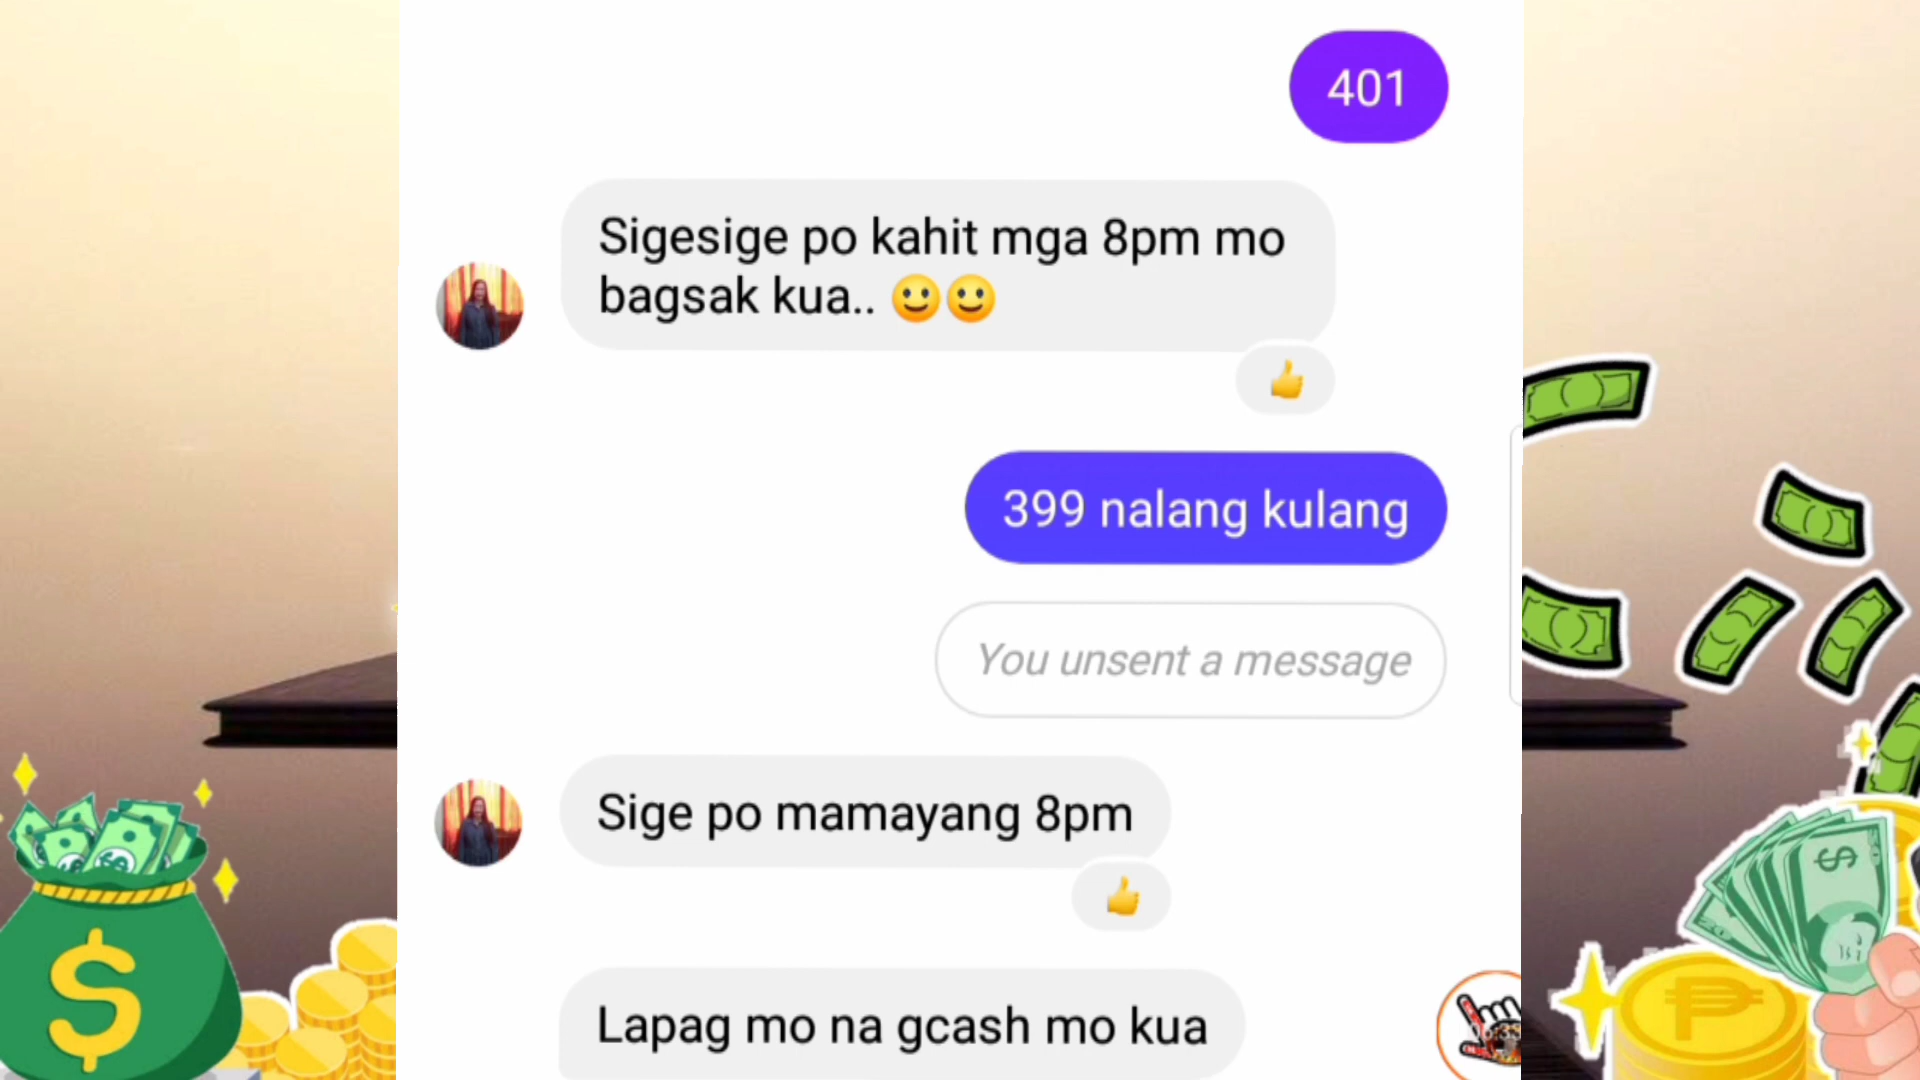 401
Sigesige po kahit mga 8pm mo
bagsak kua.. 🙂🙂
👍
399 nalang kulang
You unsent a message
Sige po mamayang 8pm
👍
Lapag mo na gcash mo kua